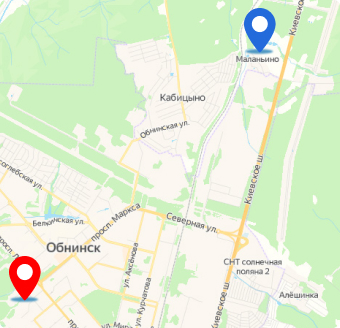 Киевское
Маланьино
Кабицыно
Обнинская ул.
Киевское ш.
Белкинская ул.
просп. Маркса
Северная ул.
Обнинск
ул. Аксёнова
СНТ солнечная
поляна 2
ул. Курчатова
Киевское ш.
Алёшинка